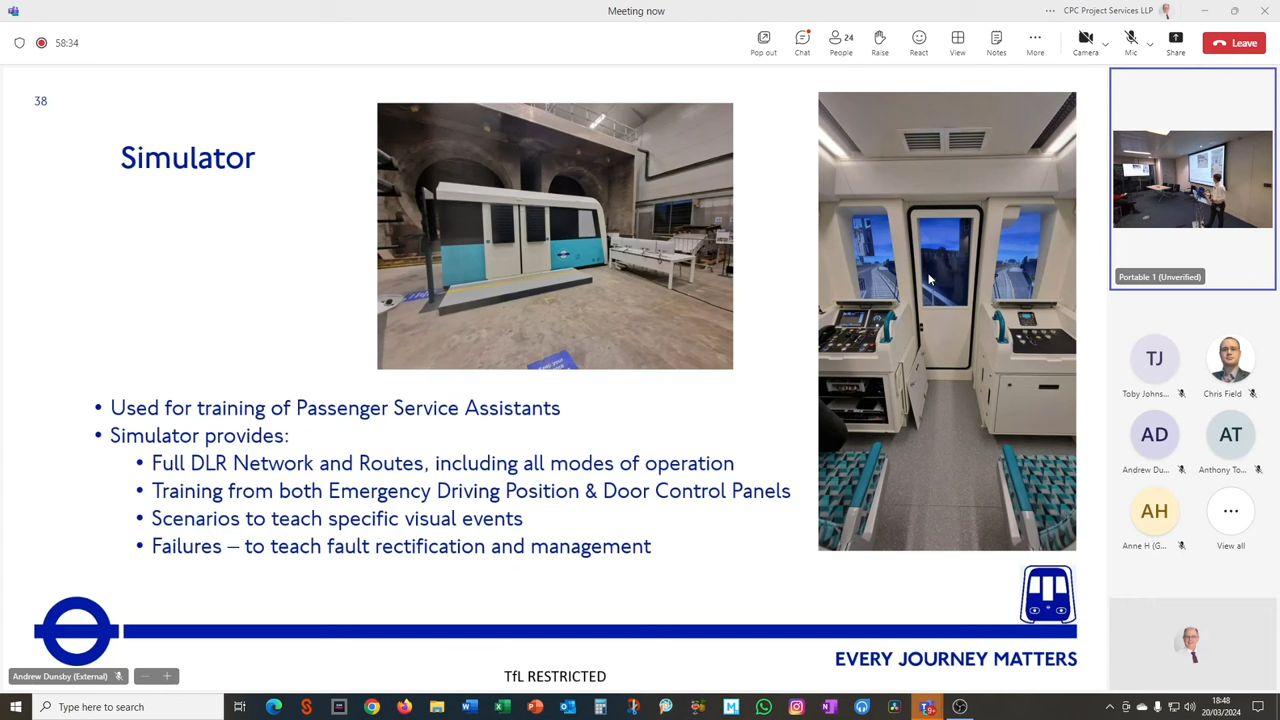 Meeting now
CPC Project Services LLP
58:34
Pop out
Chat
24
People
Raise
React
View
Notes
More
Camera
Mic
Share
Leave
38
Simulator
• Used for training of Passenger Service Assistants
• Simulator provides:
• Full DLR Network and Routes, including all modes of operation
• Training from both Emergency Driving Position & Door Control Panels
• Scenarios to teach specific visual events
• Failures – to teach fault rectification and management
EVERY JOURNEY MATTERS
TfL RESTRICTED
Andrew Dunsby (External)
Portable 1 (Unverified)
TJ
Toby Johns...
Chris Field
AD
Andrew Du...
AT
Anthony To...
AH
Anne H (G...
View all
Type here to search
18:48
20/03/2024